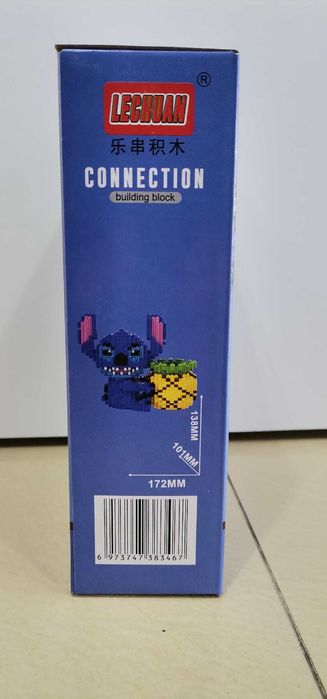 LECHUAN ®
乐串积木
CONNECTION
building block
138MM
101MM
172MM
6 973747 383467